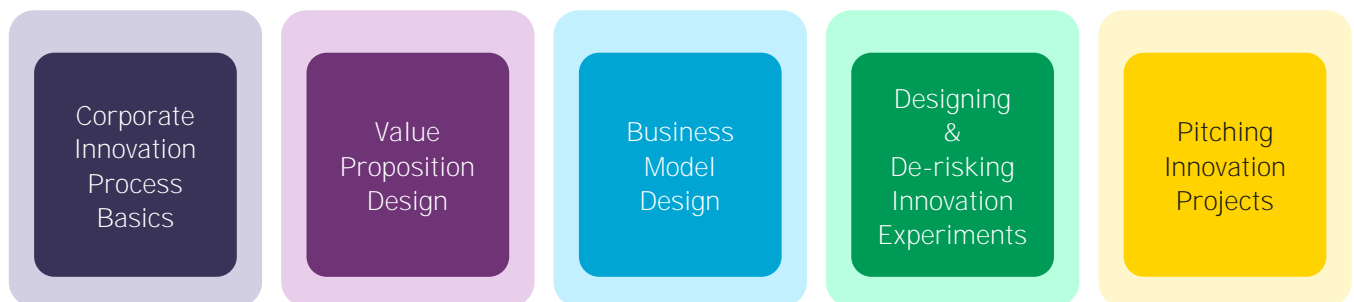 Corporate
Innovation
Process
Basics
Value
Proposition
Design
Business
Model
Design
Designing
&
De-risking
Innovation
Experiments
Pitching
Innovation
Projects